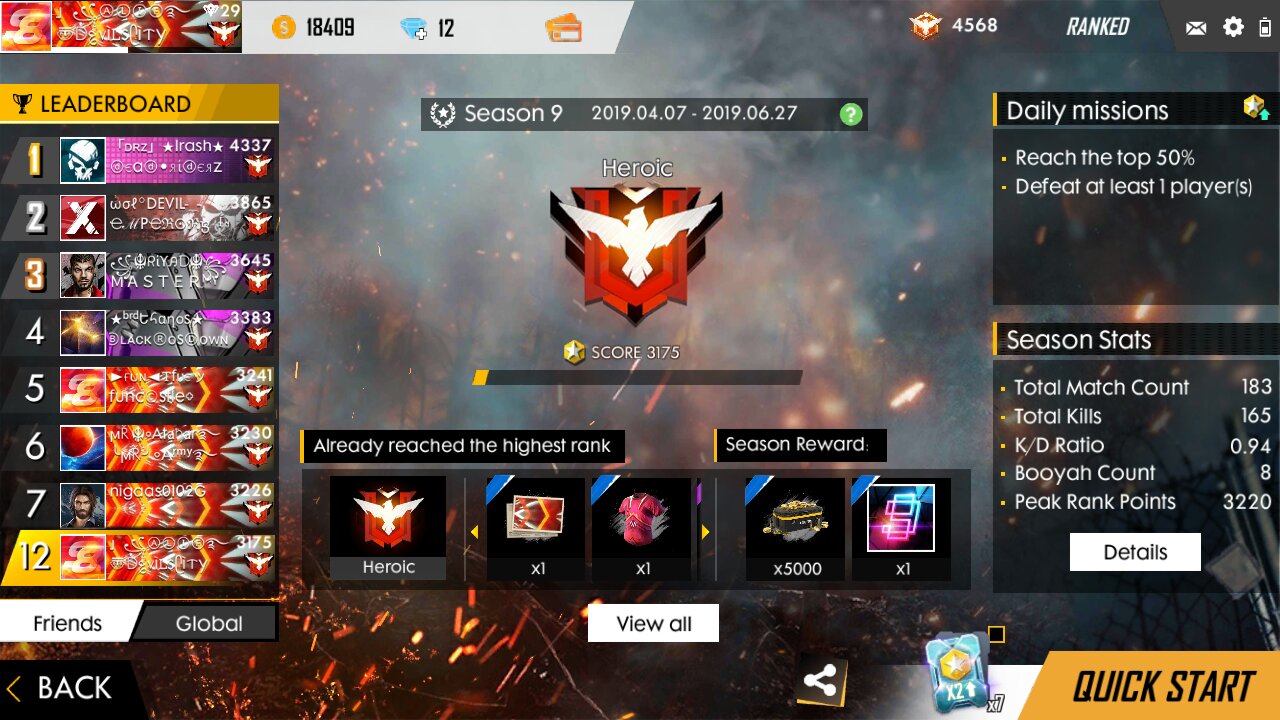 18409
12
4568
RANKED
LEADERBOARD
1
4337
2
DEVIL
3865
3
3645
MASTER
4
3383
5
3241
6
3230
7
nigaas0102G
3226
12
3175
Friends
Global
BACK
Season 9
2019.04.07 - 2019.06.27
?
Heroic
SCORE 3175
Already reached the highest rank
Season Reward:
Heroic
x1
x1
x5000
x1
View all
Daily missions
Reach the top 50%
Defeat at least 1 player(s)
Season Stats
Total Match Count 183
Total Kills 165
K/D Ratio 0.94
Booyah Count 8
Peak Rank Points 3220
Details
X2
x7
QUICK START